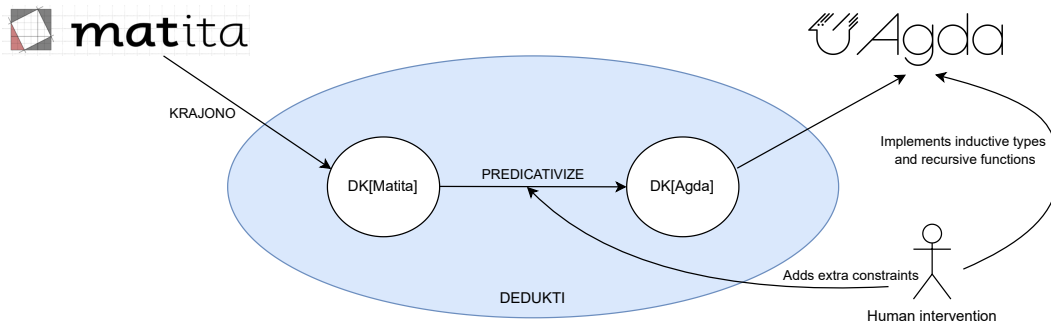 matita
Agda
KRAJONO
Implements inductive types
and recursive functions
DK[Matita]
PREDICATIVIZE
DK[Agda]
Adds extra constraints
DEDUKTI
Human intervention